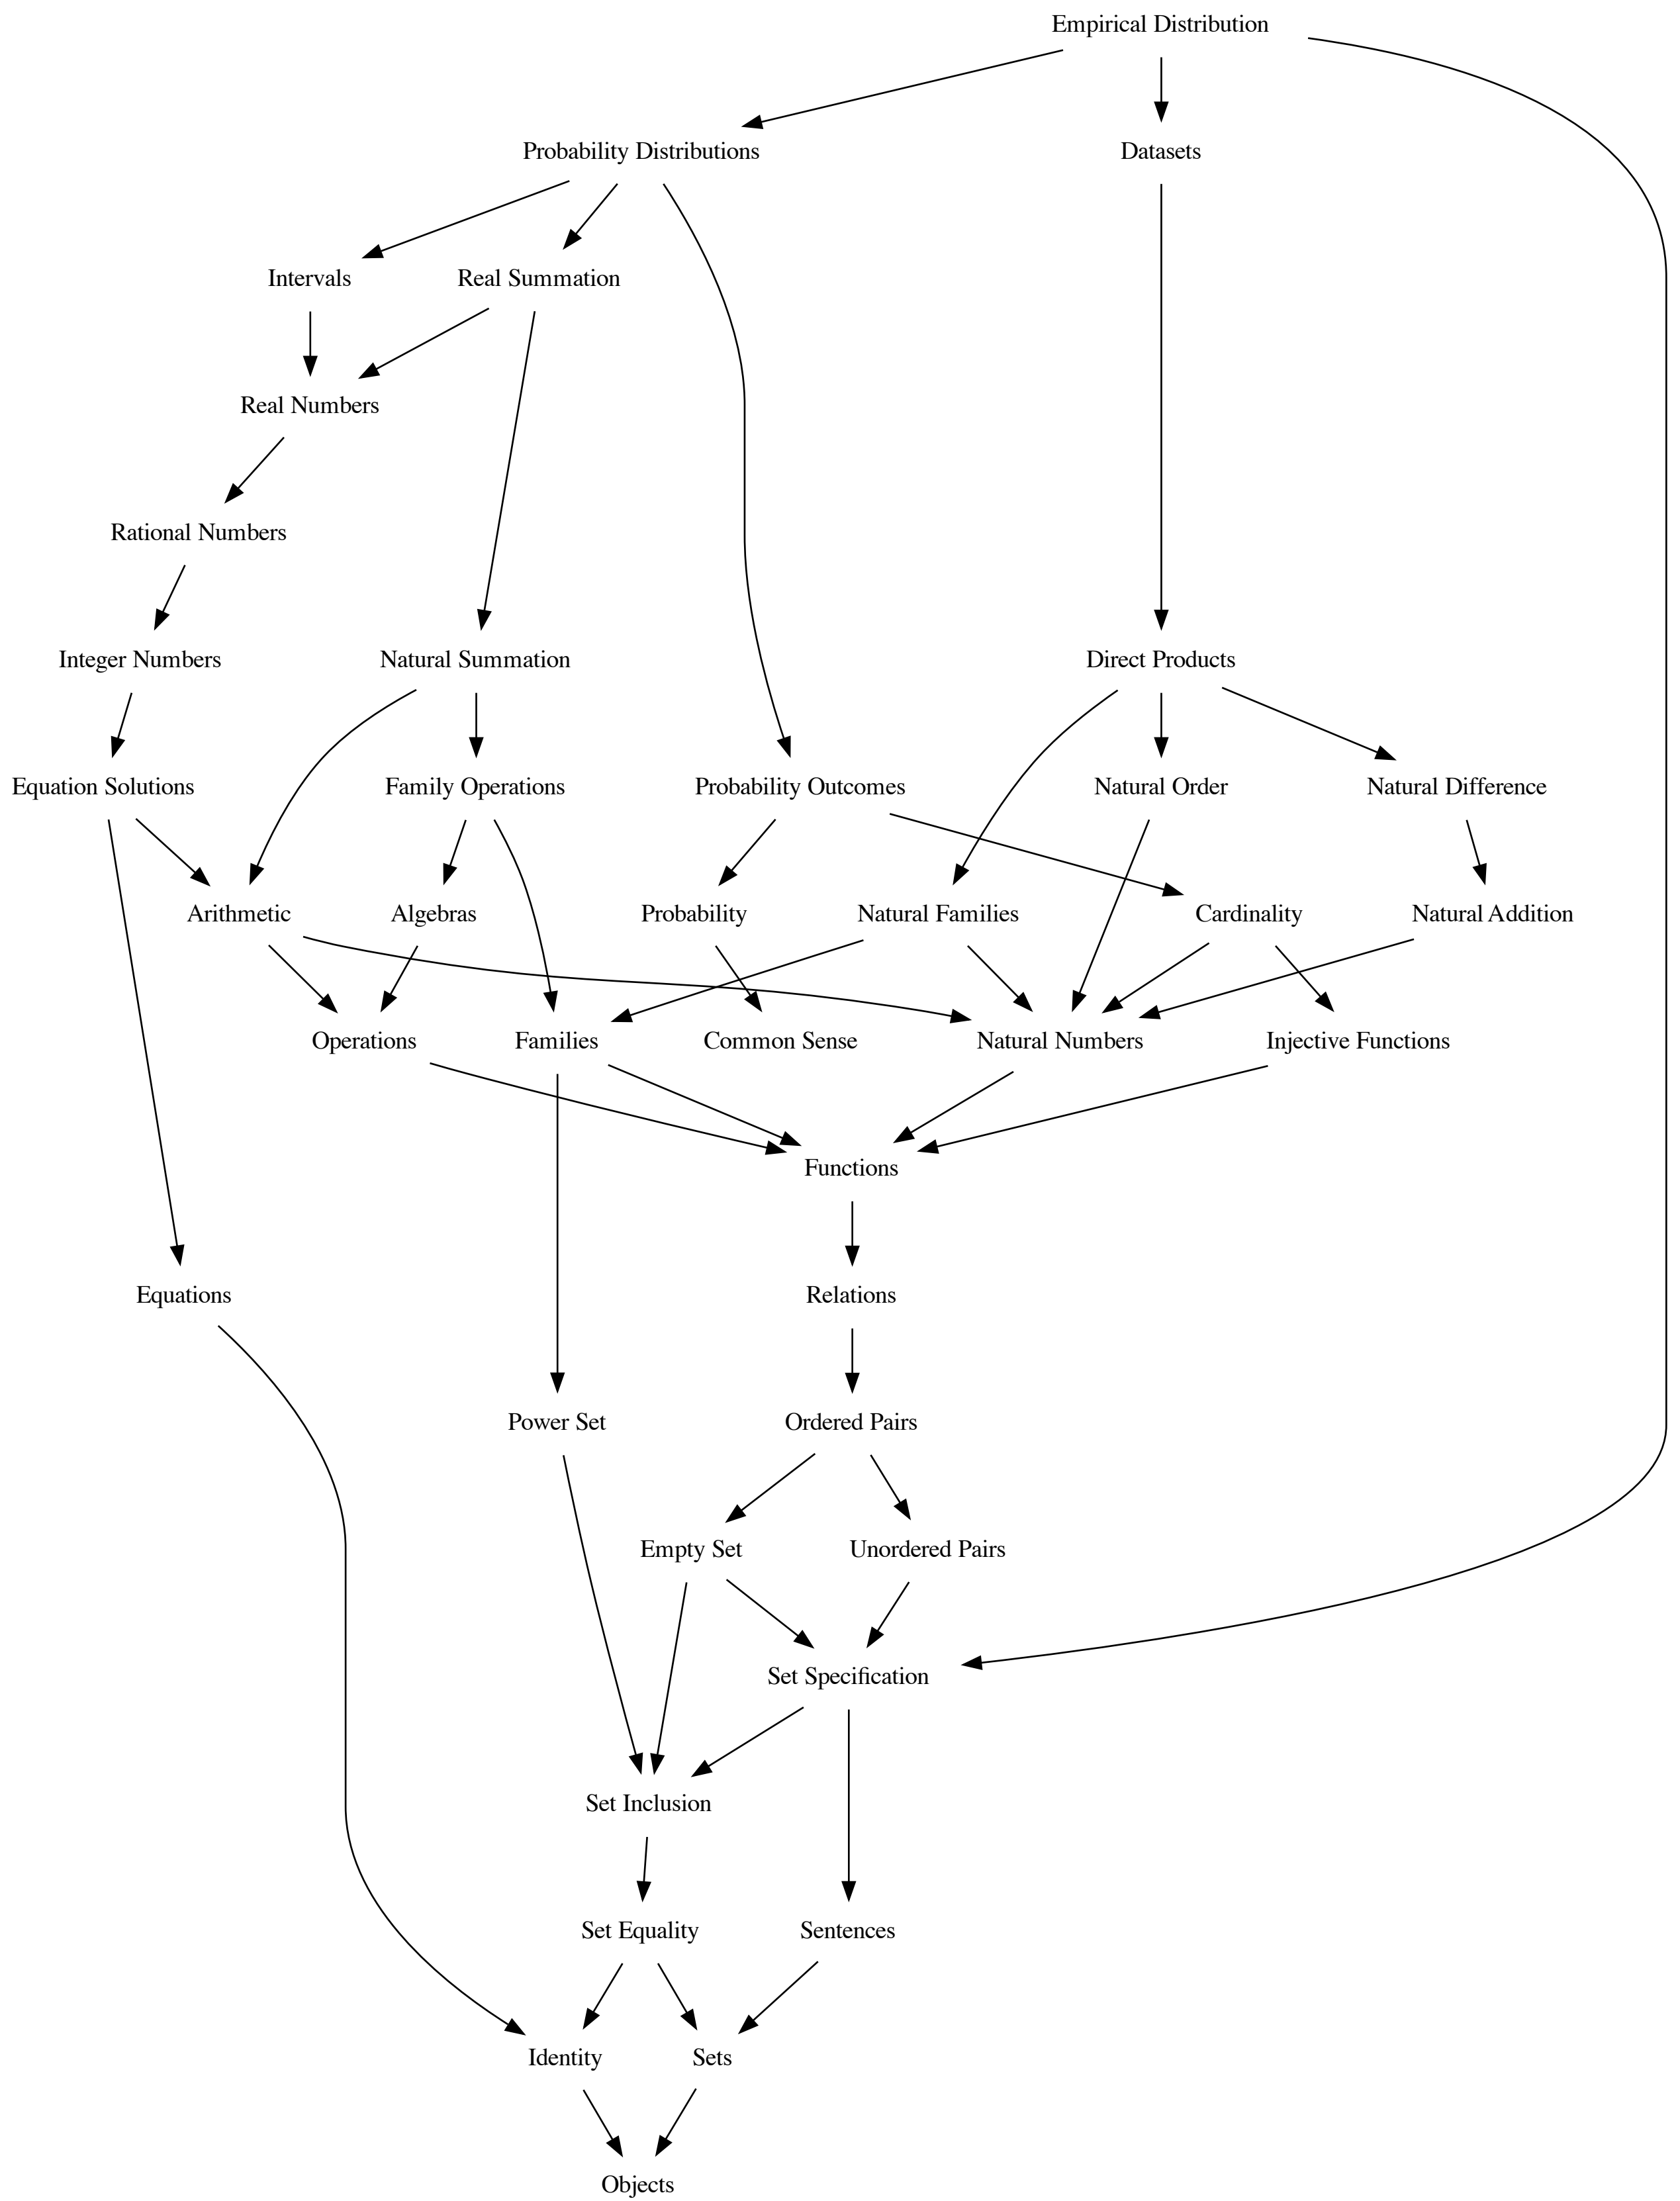 Empirical Distribution
Probability Distributions
Datasets
Intervals
Real Summation
Real Numbers
Rational Numbers
Integer Numbers
Natural Summation
Direct Products
Equation Solutions
Family Operations
Probability Outcomes
Natural Order
Natural Difference
Arithmetic
Algebras
Probability
Natural Families
Cardinality
Natural Addition
Operations
Families
Common Sense
Natural Numbers
Injective Functions
Functions
Equations
Relations
Power Set
Ordered Pairs
Empty Set
Unordered Pairs
Set Specification
Set Inclusion
Set Equality
Sentences
Identity
Sets
Objects